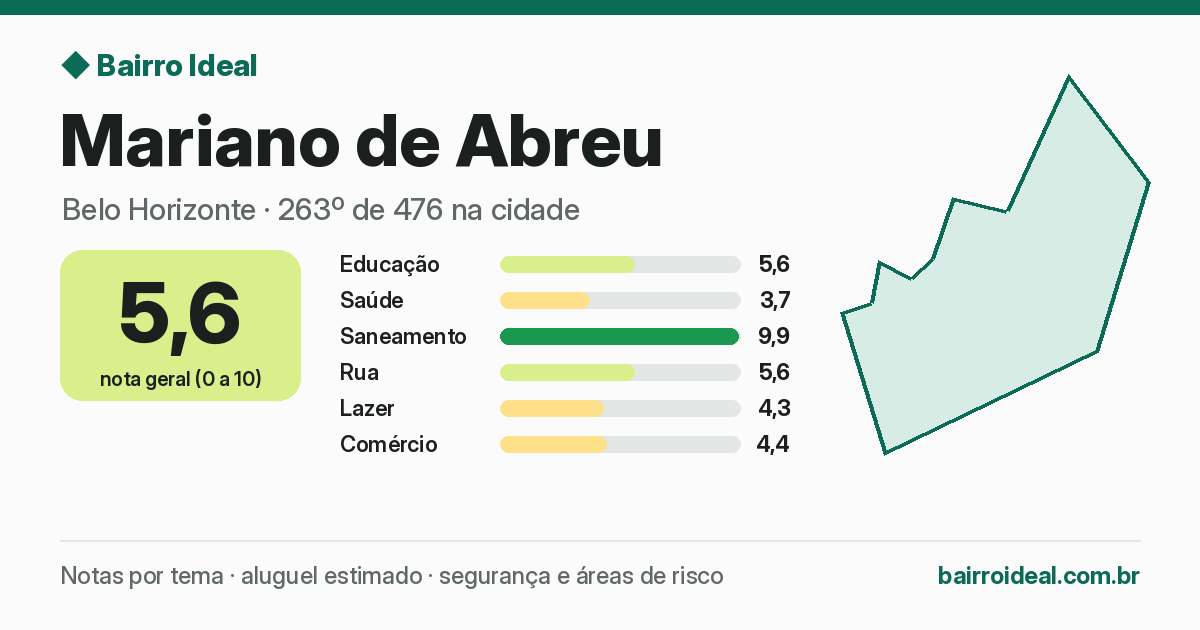 Bairro Ideal
Mariano de Abreu
Belo Horizonte · 263º de 476 na cidade
5,6
nota geral (0 a 10)
Educação 5,6
Saúde 3,7
Saneamento 9,9
Rua 5,6
Lazer 4,3
Comércio 4,4
Notas por tema · aluguel estimado · segurança e áreas de risco
bairroideal.com.br